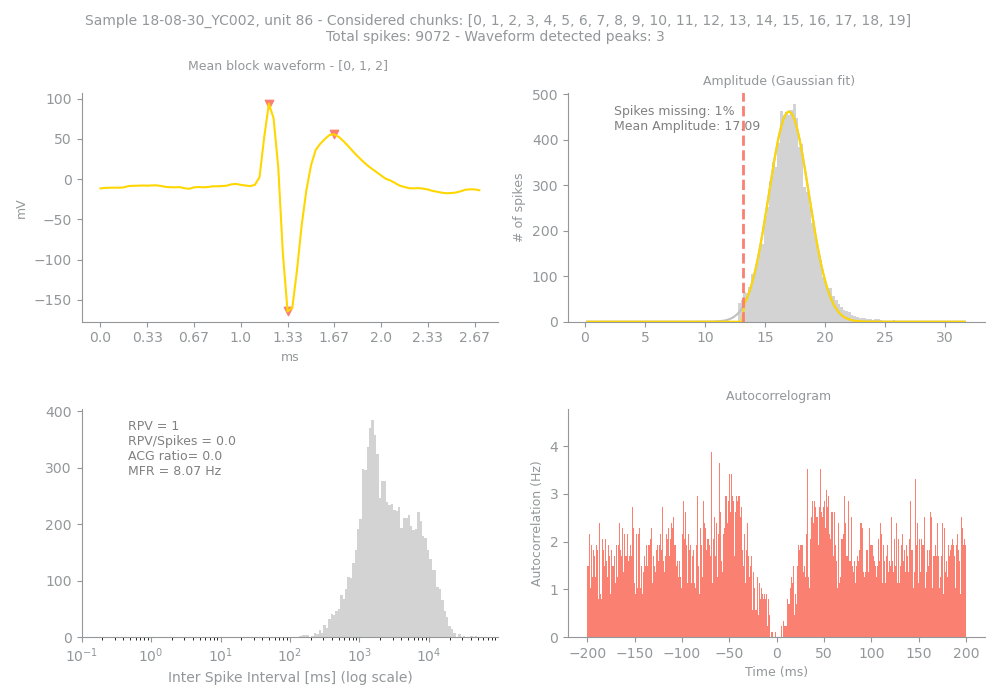 Sample 18-08-30_YC002, unit 86 - Considered chunks: [0, 1, 2, 3, 4, 5, 6, 7, 8, 9, 10, 11, 12, 13, 14, 15, 16, 17, 18, 19]
Total spikes: 9072 - Waveform detected peaks: 3
Mean block waveform - [0, 1, 2]
100
50
0
−50
−100
−150
mV
0.0 0.33 0.67 1.0 1.33 1.67 2.0 2.33 2.67
ms
Amplitude (Gaussian fit)
Spikes missing: 1%
Mean Amplitude: 17.09
500
400
300
200
100
0
# of spikes
0 5 10 15 20 25 30
RPV = 1
RPV/Spikes = 0.0
ACG ratio= 0.0
MFR = 8.07 Hz
400
300
200
100
0
10⁻¹ 10⁰ 10¹ 10² 10³ 10⁴
Inter Spike Interval [ms] (log scale)
Autocorrelogram
4
3
2
1
0
Autocorrelation (Hz)
−200 −150 −100 −50 0 50 100 150 200
Time (ms)